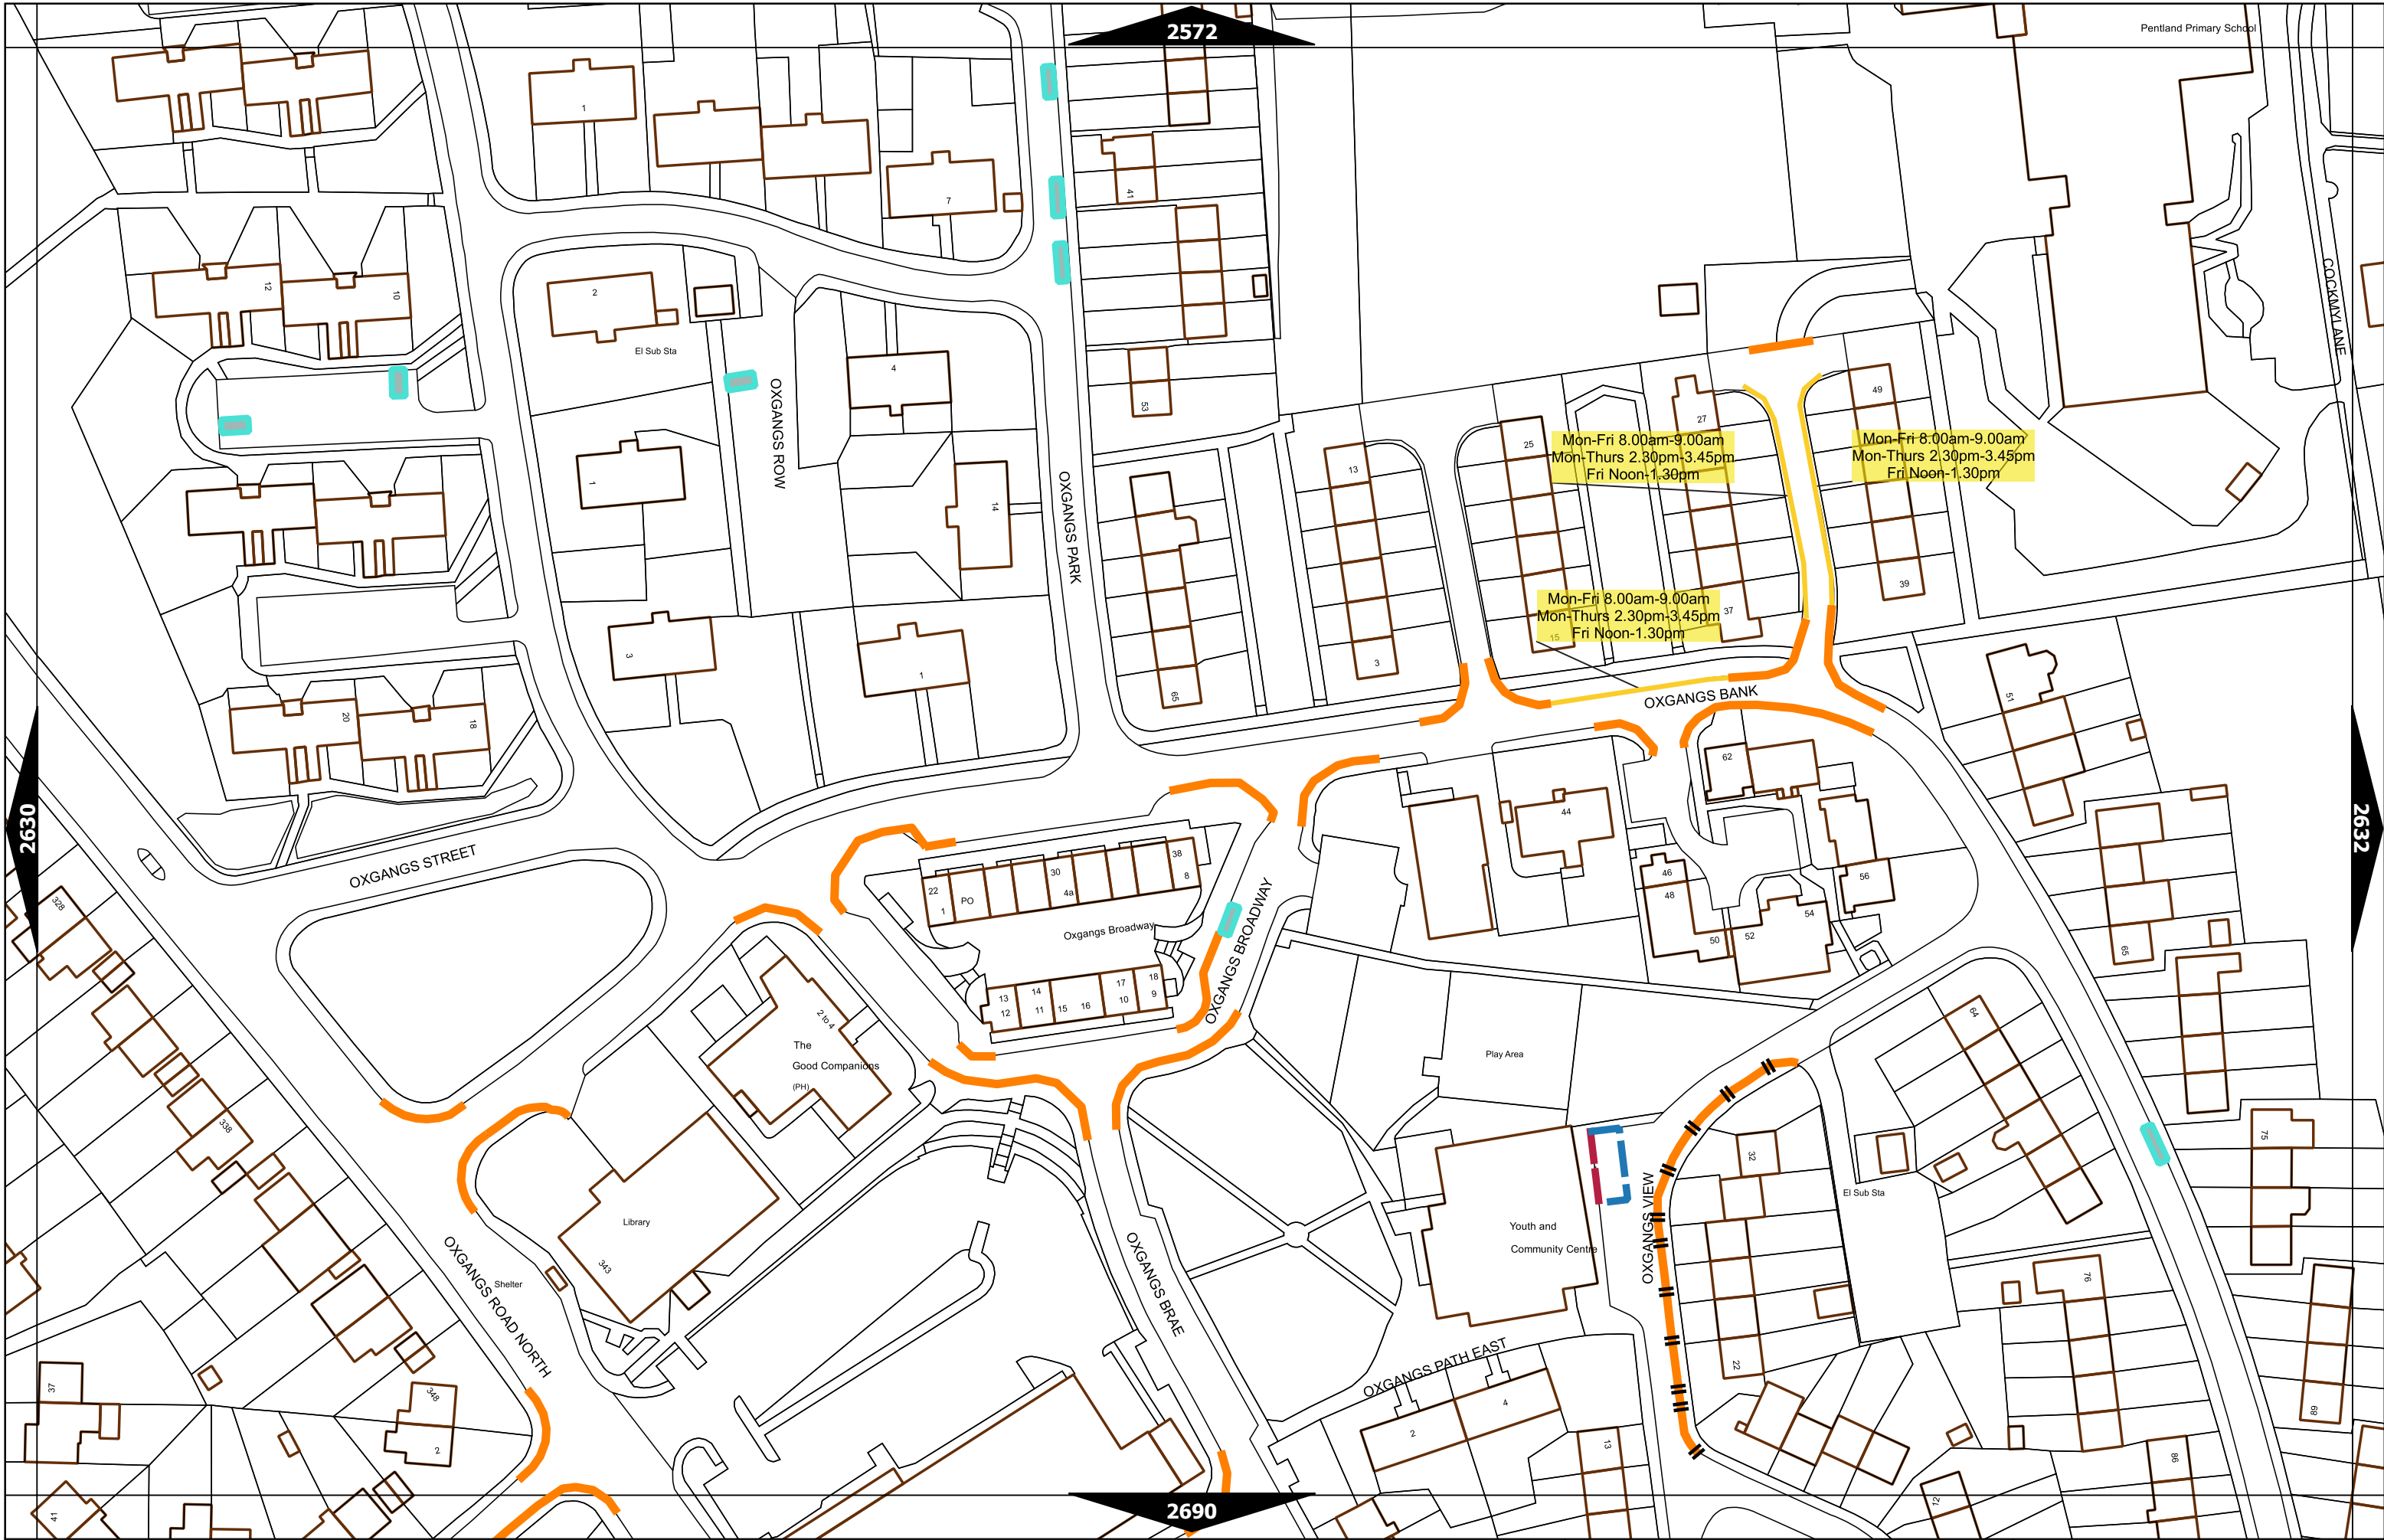 2572
Pentland Primary School
1
7
41
12
10
2
El Sub Sta
4
53
OXGANGS ROW
COCKMYLANE
1
14
OXGANGS PARK
13
25
27
49
Mon-Fri 8.00am-9.00am
Mon-Thurs 2.30pm-3.45pm
Fri Noon-1.30pm
Mon-Fri 8.00am-9.00am
Mon-Thurs 2.30pm-3.45pm
Fri Noon-1.30pm
39
Mon-Fri 8.00am-9.00am
Mon-Thurs 2.30pm-3.45pm
Fri Noon-1.30pm
37
15
3
1
3
65
51
OXGANGS BANK
20
18
62
2630
2632
44
OXGANGS STREET
38
30
22
PO
4a
8
1
46
48
56
328
Oxgangs Broadway
OXGANGS BROADWAY
54
50
52
65
13
14
17
18
12
11
15
16
10
9
64
2 to 4
The
Good Companions
(PH)
Play Area
338
75
32
El Sub Sta
OXGANGS VIEW
Library
Youth and
Community Centre
343
OXGANGS ROAD NORTH
Shelter
OXGANGS BRAE
76
OXGANGS PATH EAST
22
37
348
2
2
4
13
89
86
12
41
2690